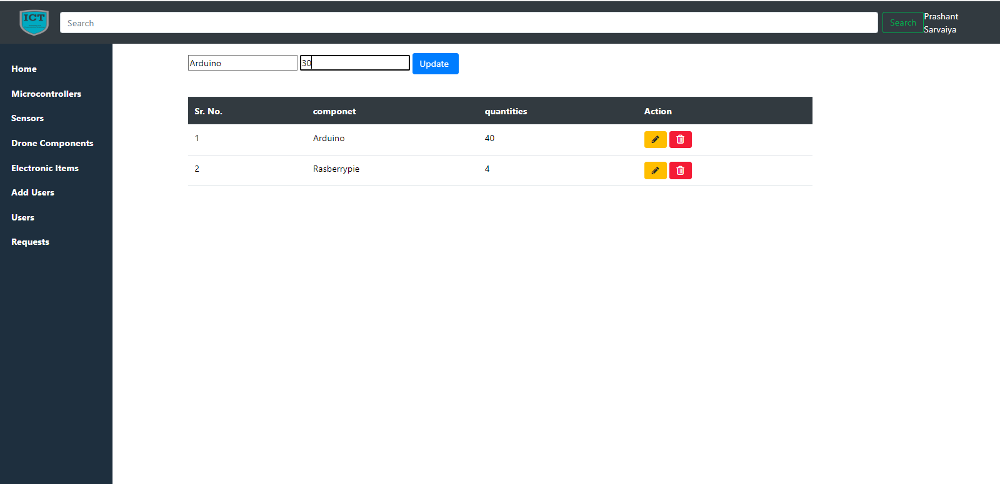 ICT
Search
Search
Prashant
Sarvaiya
Home
Microcontrollers
Sensors
Drone Components
Electronic Items
Add Users
Users
Requests
Arduino 30 Update
Sr. No. componet quantities Action
1 Arduino 40
2 Rasberrypie 4